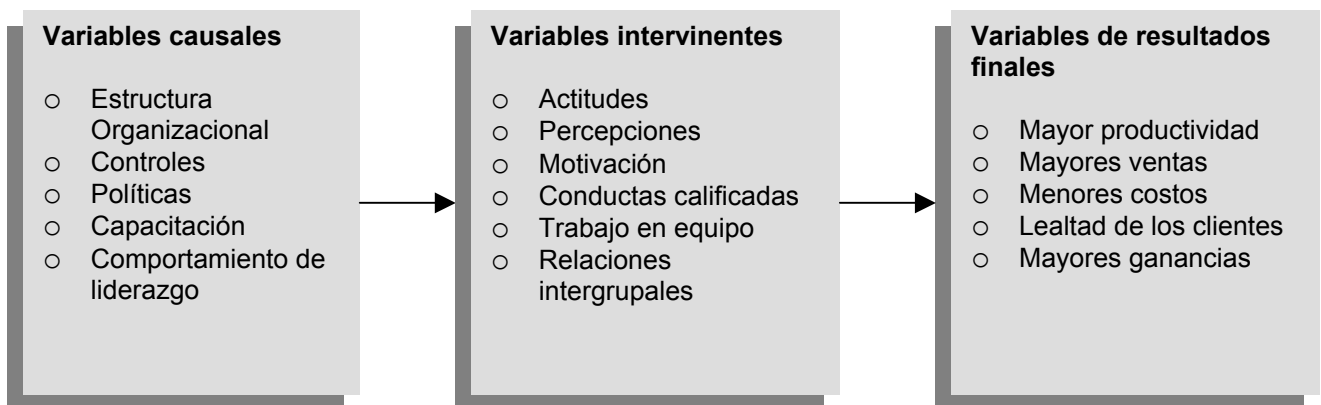 Variables causales
o Estructura
Organizacional
o Controles
o Políticas
o Capacitación
o Comportamiento de
liderazgo
Variables intervinentes
o Actitudes
o Percepciones
o Motivación
o Conductas calificadas
o Trabajo en equipo
o Relaciones
intergrupales
Variables de resultados
finales
o Mayor productividad
o Mayores ventas
o Menores costos
o Lealtad de los clientes
o Mayores ganancias